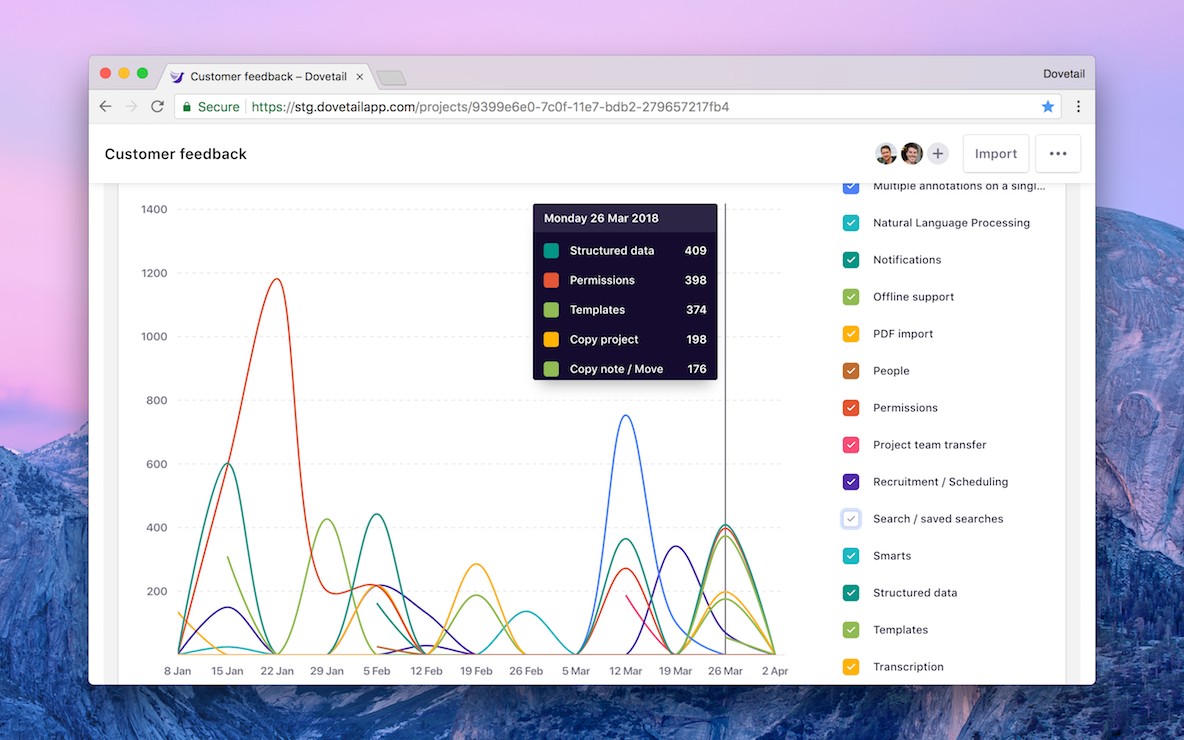 Customer feedback – Dovetail
Dovetail
Secure https://stg.dovetailapp.com/projects/9399e6e0-7c0f-11e7-bdb2-279657217fb4
Customer feedback
Import
1400
1200
1000
800
600
400
200
8 Jan 15 Jan 22 Jan 29 Jan 5 Feb 12 Feb 19 Feb 26 Feb 5 Mar 12 Mar 19 Mar 26 Mar 2 Apr
Monday 26 Mar 2018
Structured data 409
Permissions 398
Templates 374
Copy project 198
Copy note / Move 176
Multiple annotations on a singl...
Natural Language Processing
Notifications
Offline support
PDF import
People
Permissions
Project team transfer
Recruitment / Scheduling
Search / saved searches
Smarts
Structured data
Templates
Transcription